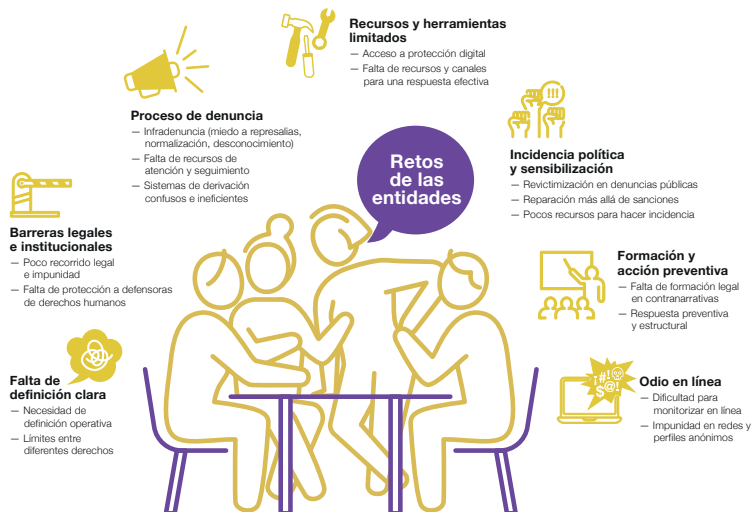 Retos
de las
entidades
Falta de
definición clara
— Necesidad de
definición operativa
— Límites entre
diferentes derechos
Barreras legales
e institucionales
— Poco recorrido legal
e impunidad
— Falta de protección a defensoras
de derechos humanos
Proceso de denuncia
— Infradenuncia (miedo a represalias,
normalización, desconocimiento)
— Falta de recursos de
atención y seguimiento
— Sistemas de derivación
confusos e ineficientes
Recursos y herramientas
limitados
— Acceso a protección digital
— Falta de recursos y canales
para una respuesta efectiva
!!!
Incidencia política
y sensibilización
— Revictimización en denuncias públicas
— Reparación más allá de sanciones
— Pocos recursos para hacer incidencia
Formación y
acción preventiva
— Falta de formación legal
en contranarrativas
— Respuesta preventiva
y estructural
!#!
$@!
Odio en línea
— Dificultad para
monitorizar en línea
— Impunidad en redes y
perfiles anónimos